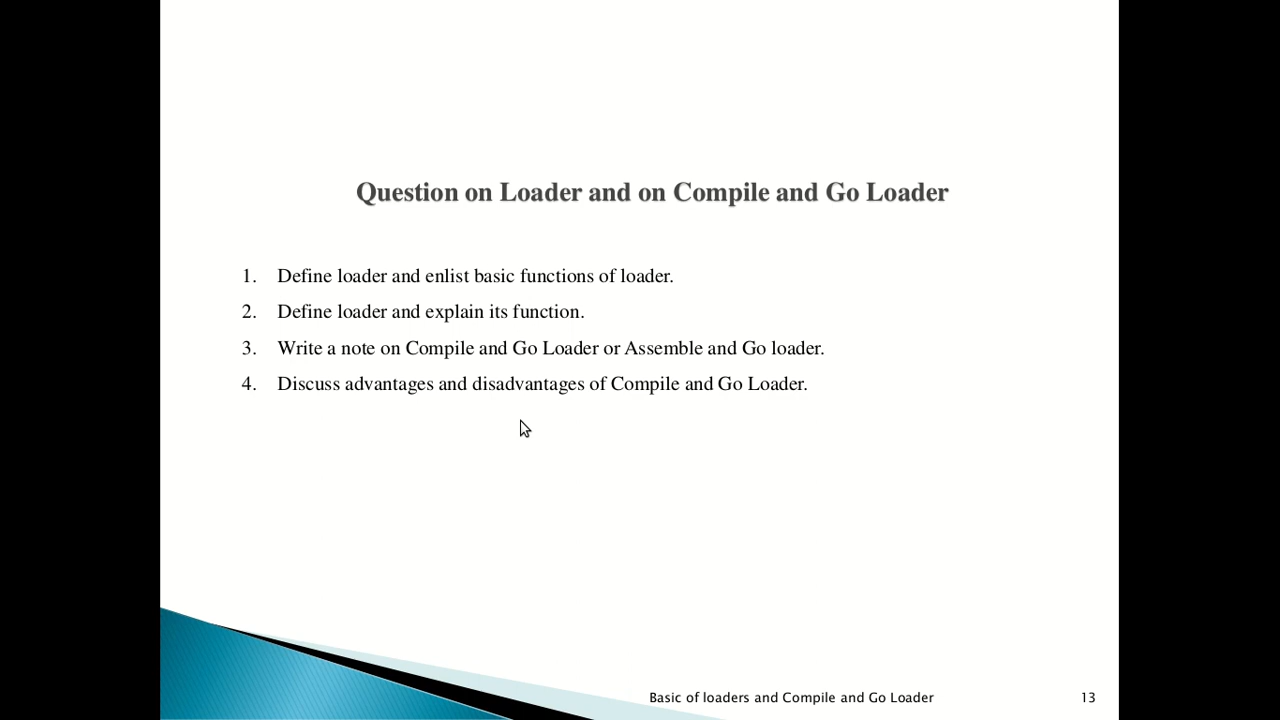 Question on Loader and on Compile and Go Loader
1. Define loader and enlist basic functions of loader.
2. Define loader and explain its function.
3. Write a note on Compile and Go Loader or Assemble and Go loader.
4. Discuss advantages and disadvantages of Compile and Go Loader.
Basic of loaders and Compile and Go Loader 13